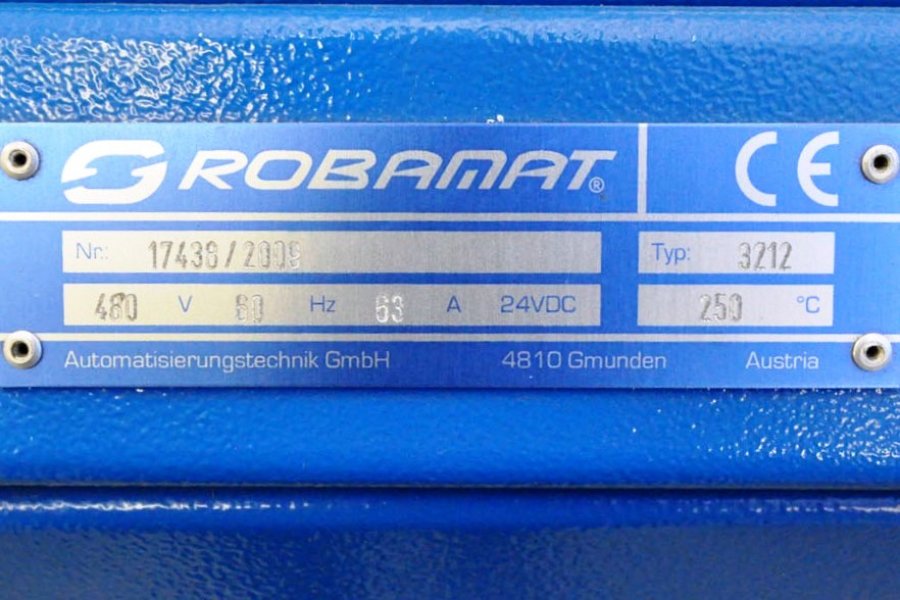 ROBAMAT® CE
Nr.: 17438/2009 Typ: 3212
480 V 60 Hz 63 A 24VDC 250 °C
Automatisierungstechnik GmbH 4810 Gmunden Austria